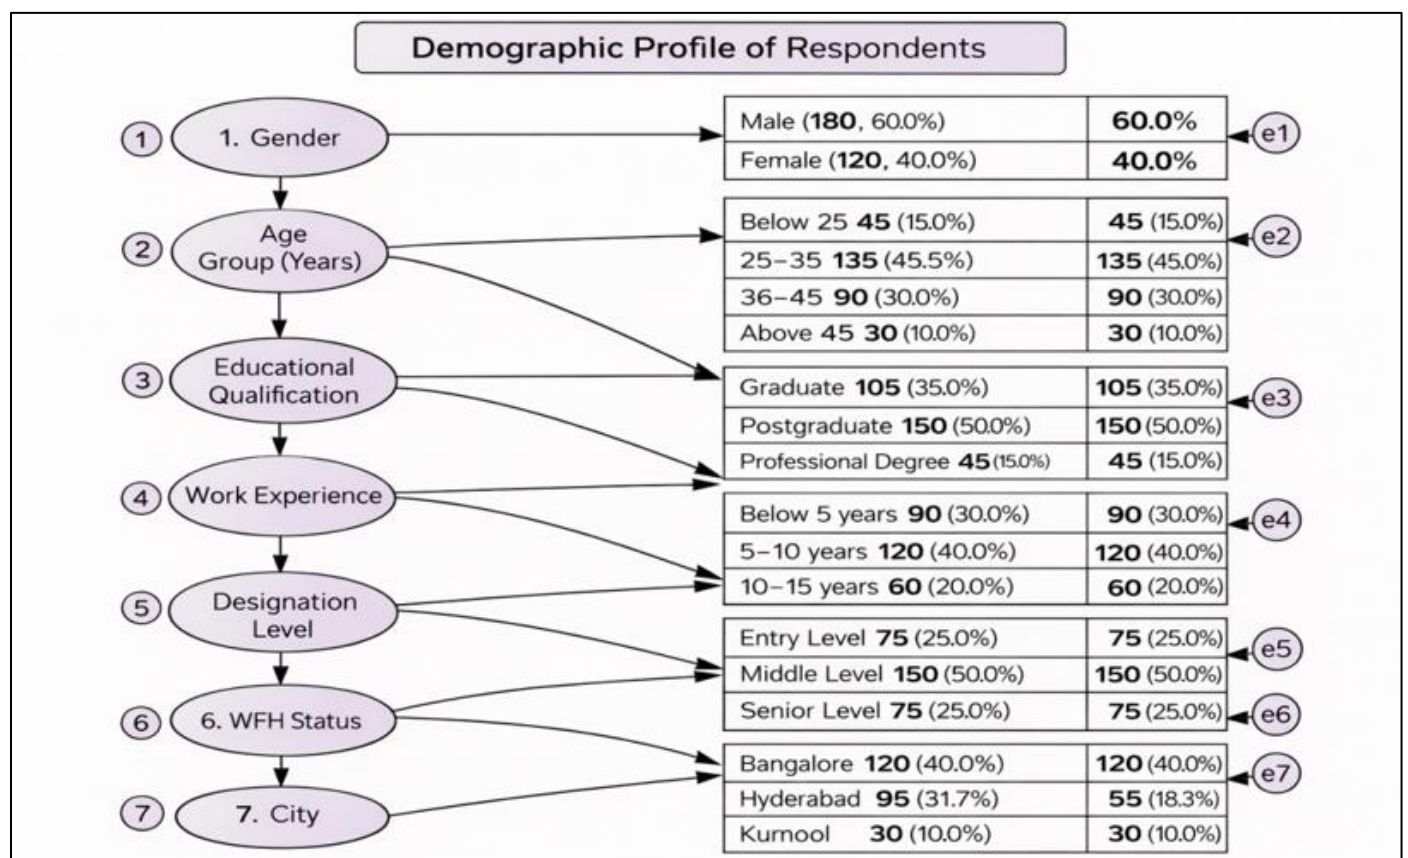 Demographic Profile of Respondents
1
1. Gender
Male (180, 60.0%) 60.0%
Female (120, 40.0%) 40.0%
e1
2
Age
Group (Years)
Below 25 45 (15.0%) 45 (15.0%)
25–35 135 (45.5%) 135 (45.0%)
36–45 90 (30.0%) 90 (30.0%)
Above 45 30 (10.0%) 30 (10.0%)
e2
3
Educational
Qualification
Graduate 105 (35.0%) 105 (35.0%)
Postgraduate 150 (50.0%) 150 (50.0%)
Professional Degree 45 (15.0%) 45 (15.0%)
e3
4
Work Experience
Below 5 years 90 (30.0%) 90 (30.0%)
5–10 years 120 (40.0%) 120 (40.0%)
10–15 years 60 (20.0%) 60 (20.0%)
e4
5
Designation
Level
Entry Level 75 (25.0%) 75 (25.0%)
Middle Level 150 (50.0%) 150 (50.0%)
Senior Level 75 (25.0%) 75 (25.0%)
e5
e6
6
6. WFH Status
7
7. City
Bangalore 120 (40.0%) 120 (40.0%)
Hyderabad 95 (31.7%) 55 (18.3%)
Kurnool 30 (10.0%) 30 (10.0%)
e7